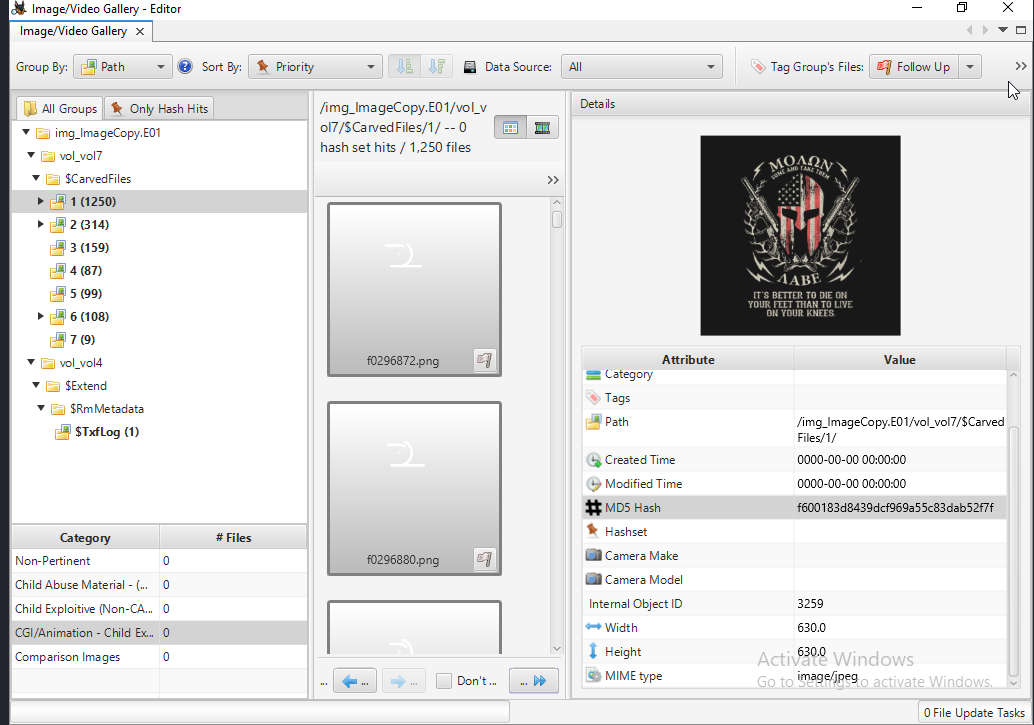 Image/Video Gallery - Editor
Image/Video Gallery
Group By:
Path
Sort By:
Priority
Data Source:
All
Tag Group's Files:
Follow Up
All Groups
Only Hash Hits
img_ImageCopy.E01
vol_vol7
$CarvedFiles
1 (1250)
2 (314)
3 (159)
4 (87)
5 (99)
6 (108)
7 (9)
vol_vol4
$Extend
$RmMetadata
$TxfLog (1)
Category # Files
Non-Pertinent 0
Child Abuse Material - (... 0
Child Exploitive (Non-CA... 0
CGI/Animation - Child Ex... 0
Comparison Images 0
/img_ImageCopy.E01/vol_v
ol7/$CarvedFiles/1/ -- 0
hash set hits / 1,250 files
f0296872.png
f0296880.png
...
...
...
Don't ...
...
Details
ΜΟΛΩΝ
COME AND TAKE THEM
ΛΑΒΕ
IT'S BETTER TO DIE ON
YOUR FEET THAN TO LIVE
ON YOUR KNEES.
Attribute Value
Category
Tags
Path /img_ImageCopy.E01/vol_vol7/$Carved
Files/1/
Created Time 0000-00-00 00:00:00
Modified Time 0000-00-00 00:00:00
MD5 Hash f600183d8439dcf969a55c83dab52f7f
Hashset
Camera Make
Camera Model
Internal Object ID 3259
Width 630.0
Height 630.0
MIME type image/jpeg
Activate Windows
Go to Settings to activate Windows.
0 File Update Tasks